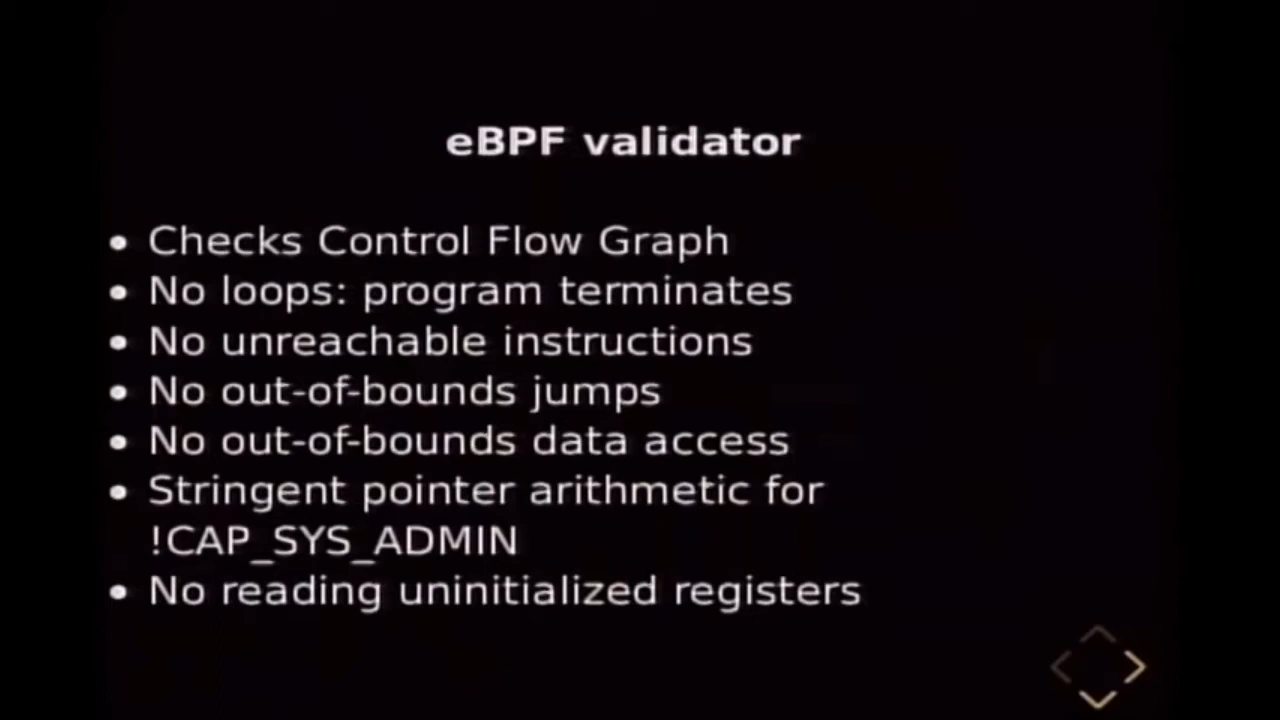 eBPF validator
• Checks Control Flow Graph
• No loops: program terminates
• No unreachable instructions
• No out-of-bounds jumps
• No out-of-bounds data access
• Stringent pointer arithmetic for
!CAP_SYS_ADMIN
• No reading uninitialized registers